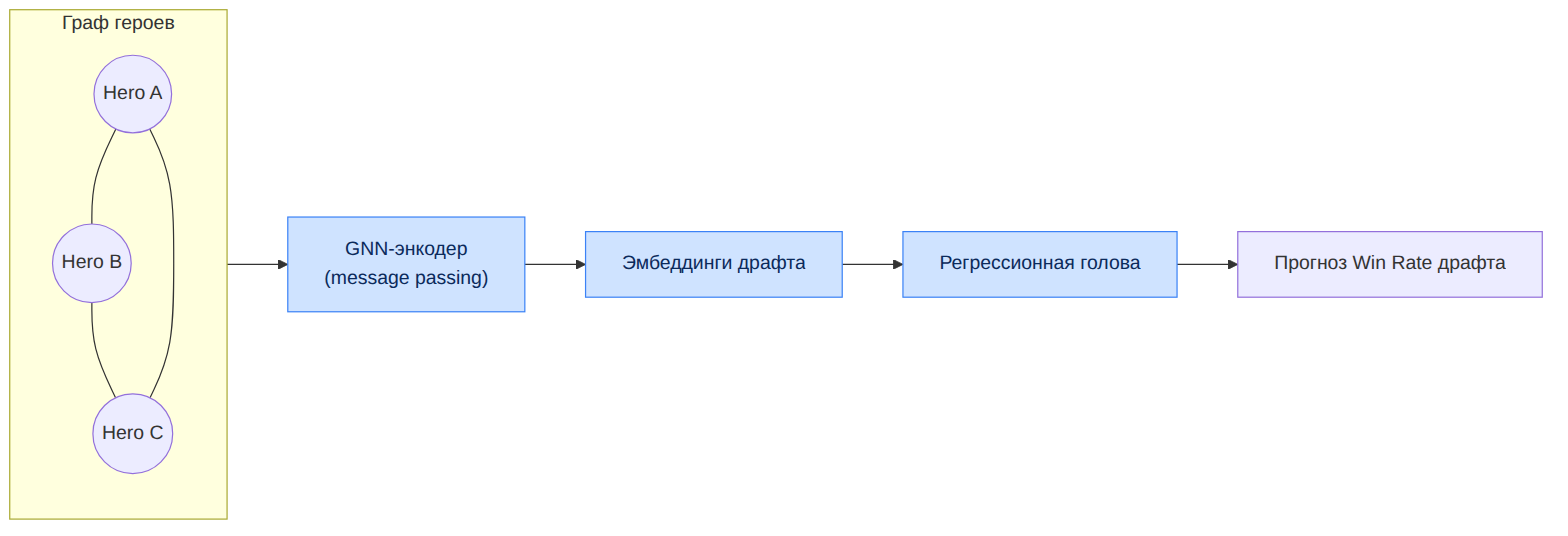 Граф героев
Hero A
Hero B
Hero C
GNN-энкодер
(message passing)
Эмбеддинги драфта
Регрессионная голова
Прогноз Win Rate драфта